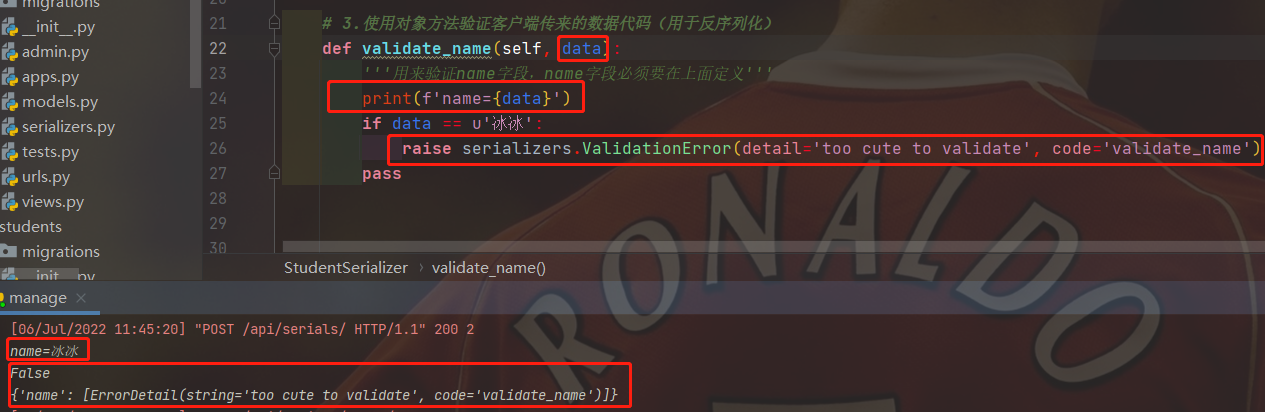 migrations
__init__.py
admin.py
apps.py
models.py
serializers.py
tests.py
urls.py
views.py
students
migrations
__init__.py
21 # 3.使用对象方法验证客户端传来的数据代码（用于反序列化）
22 def validate_name(self, data):
23 '''用来验证name字段，name字段必须要在上面定义'''
24 print(f'name={data}')
25 if data == u'冰冰':
26 raise serializers.ValidationError(detail='too cute to validate', code='validate_name')
27 pass
28
29
30
RONALDO
StudentSerializer › validate_name()
manage ×
[06/Jul/2022 11:45:20] "POST /api/serials/ HTTP/1.1" 200 2
name=冰冰
False
{'name': [ErrorDetail(string='too cute to validate', code='validate_name')]}